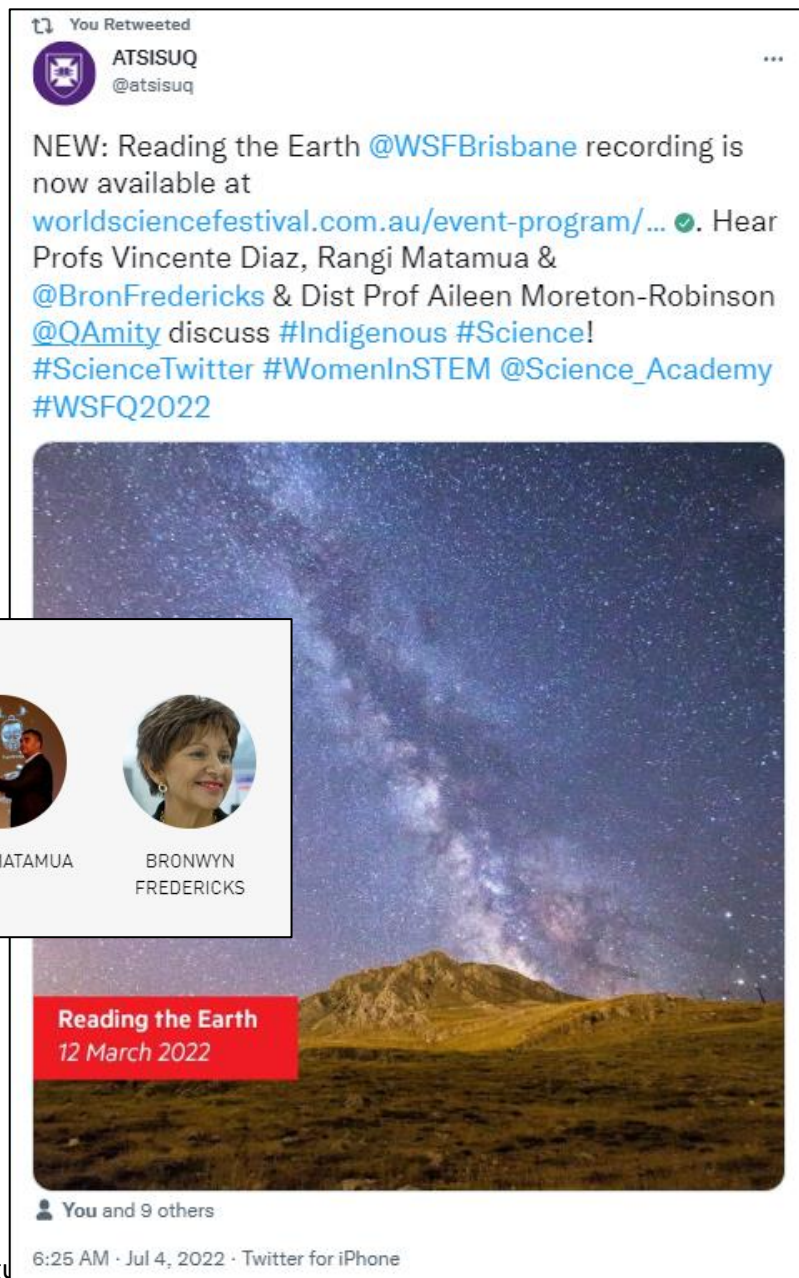 You Retweeted
ATSISUQ
@atsisuq
NEW: Reading the Earth @WSFBrisbane recording is
now available at
worldsciencefestival.com.au/event-program/... . Hear
Profs Vincente Diaz, Rangi Matamua &
@BronFredericks & Dist Prof Aileen Moreton-Robinson
@QAmity discuss #Indigenous #Science!
#ScienceTwitter #WomenInSTEM @Science_Academy
#WSFQ2022
MATAMUA
BRONWYN
FREDERICKS
Reading the Earth
12 March 2022
You and 9 others
6:25 AM · Jul 4, 2022 · Twitter for iPhone